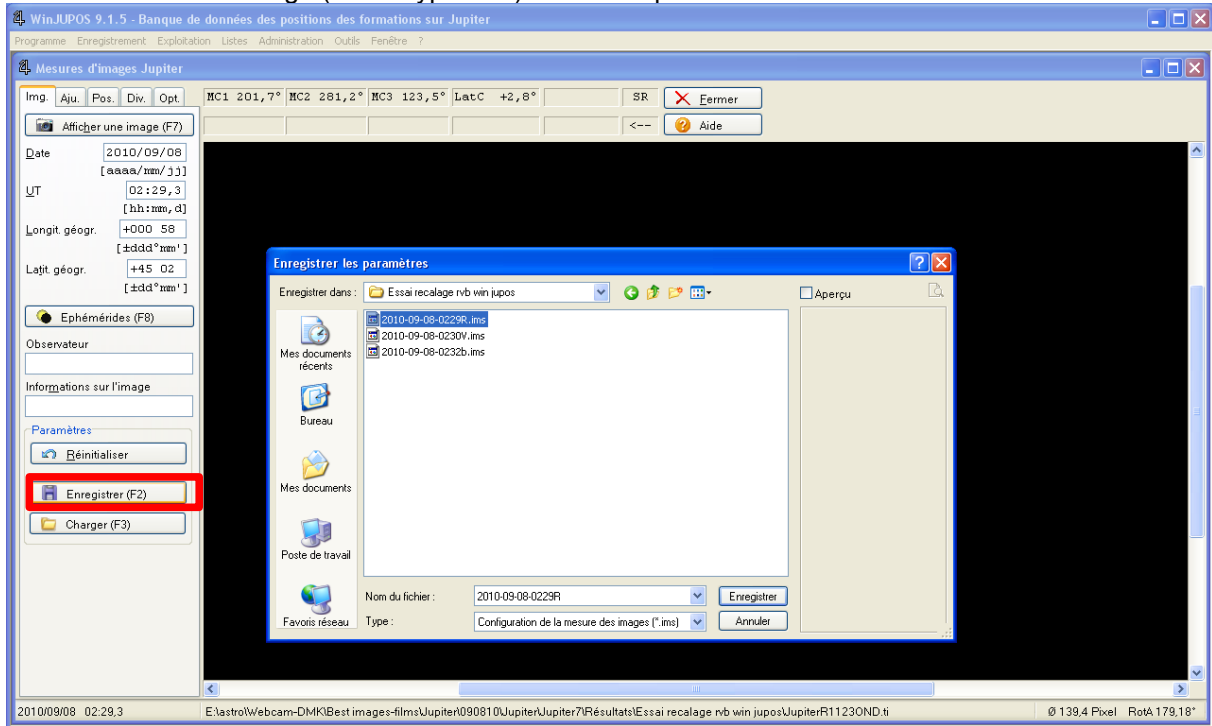 WinJUPOS 9.1.5 - Banque de données des positions des formations sur Jupiter
Programme Enregistrement Exploitation Listes Administration Outils Fenêtre ?
Mesures d'images Jupiter
Img. Aju. Pos. Div. Opt.
MC1 201,7° MC2 281,2° MC3 123,5° LatC +2,8° SR Fermer
Afficher une image (F7)
<-- Aide
Date 2010/09/08
[aaaa/mm/jj]
UT 02:29,3
[hh:mm,d]
Longit. géogr. +000 58
[±ddd°mm']
Latit. géogr. +45 02
[±dd°mm']
Ephémérides (F8)
Observateur
Informations sur l'image
Paramètres
Réinitialiser
Enregistrer (F2)
Charger (F3)
Enregistrer les paramètres
Enregistrer dans : Essai recalage rvb win jupos
Aperçu
2010-09-08-0229R.ims
2010-09-08-0230V.ims
2010-09-08-0232b.ims
Mes documents récents
Bureau
Mes documents
Poste de travail
Favoris réseau
Nom du fichier : 2010-09-08-0229R Enregistrer
Type : Configuration de la mesure des images (*.ims) Annuler
2010/09/08 02:29,3
E:\astro\Webcam-DMK\Best images-films\Jupiter\090810\Jupiter\Jupiter7\Résultats\Essai recalage rvb win jupos\JupiterR1123OND.ti
Ø 139,4 Pixel RotA 179,18°